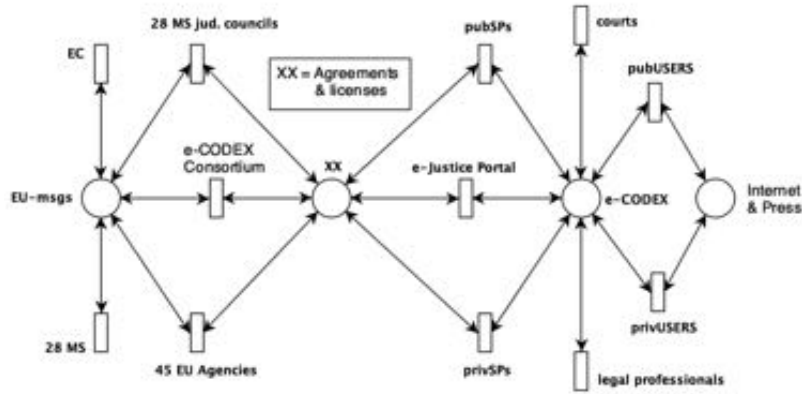 28 MS jud. councils
pubSPs
courts
EC
XX = Agreements
& licenses
pubUSERS
e-CODEX
Consortium
XX
e-Justice Portal
EU-msgs
e-CODEX
Internet
& Press
28 MS
45 EU Agencies
privSPs
privUSERS
legal professionals